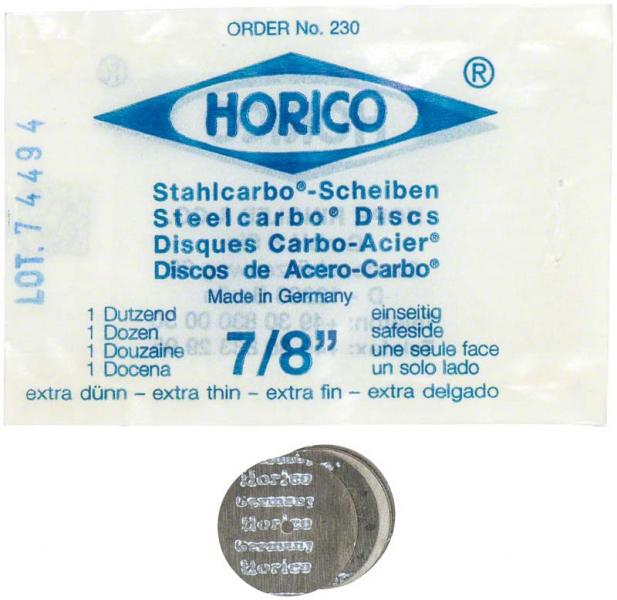 ORDER No. 230
HORICO
®
Stahlcarbo®-Scheiben
Steelcarbo® Discs
Disques Carbo-Acier®
Discos de Acero-Carbo®
Made in Germany
LOT. 74494
1 Dutzend
1 Dozen
1 Douzaine
1 Docena
7/8”
einseitig
safeside
une seule face
un solo lado
extra dünn – extra thin – extra fin – extra delgado
Horico
Germany
Horico
Germany
Horico